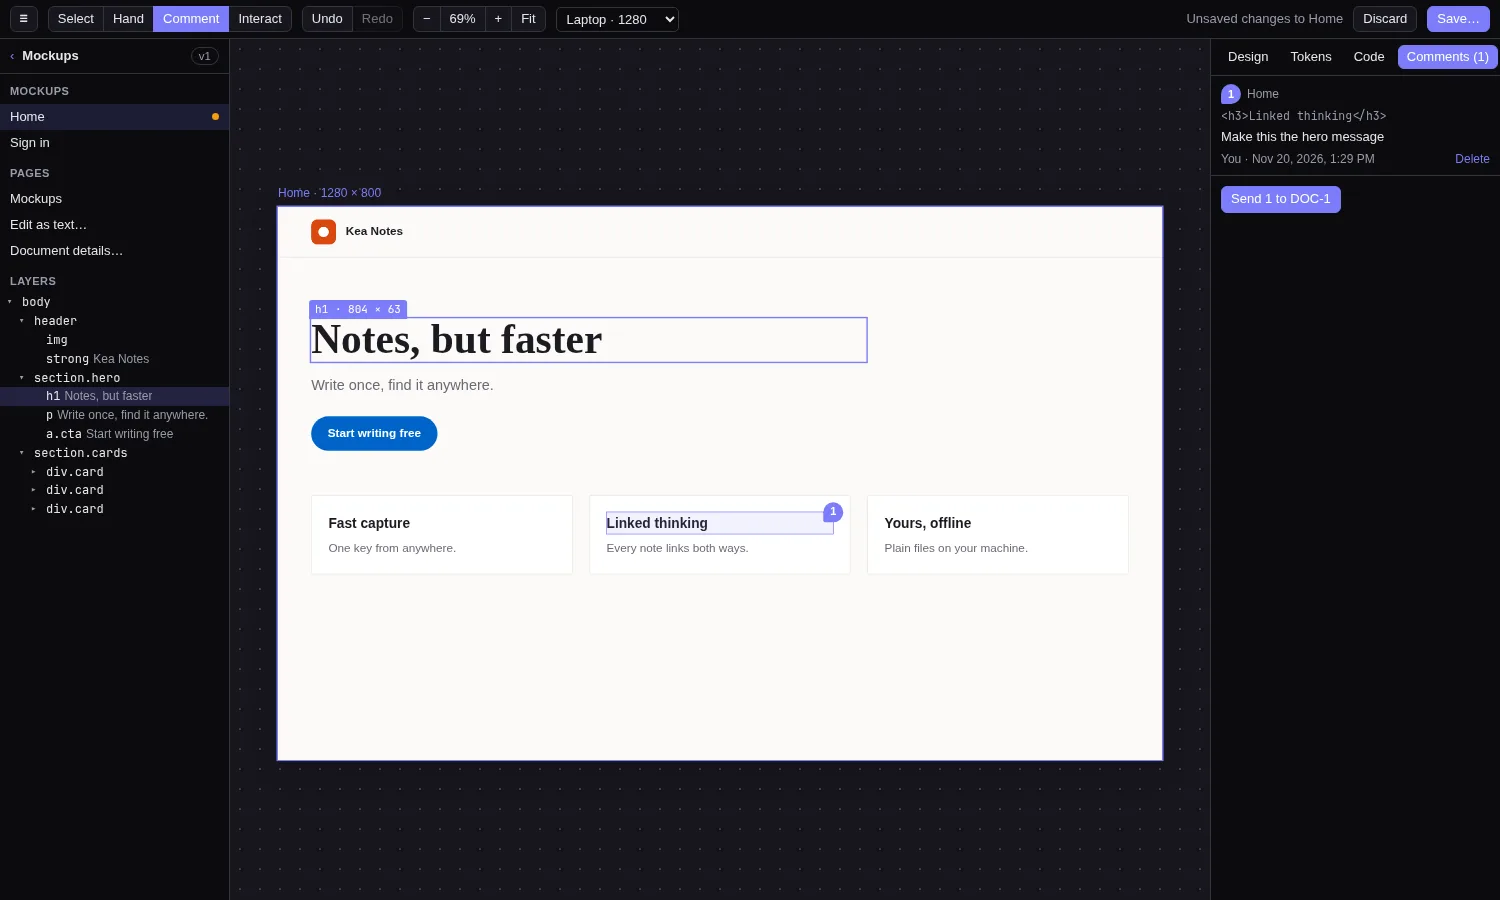 ☰ Select Hand Comment Interact Undo Redo − 69% + Fit Laptop · 1280 Unsaved changes to Home Discard Save…
‹ Mockups v1
MOCKUPS
Home
Sign in
PAGES
Mockups
Edit as text…
Document details…
LAYERS
▾ body
▾ header
img
strong Kea Notes
▾ section.hero
h1 Notes, but faster
p Write once, find it anywhere.
a.cta Start writing free
▾ section.cards
▸ div.card
▸ div.card
▸ div.card
Home · 1280 × 800
Kea Notes
h1 · 804 × 63
Notes, but faster
Write once, find it anywhere.
Start writing free
Fast capture
One key from anywhere.
Linked thinking 1
Every note links both ways.
Yours, offline
Plain files on your machine.
Design Tokens Code Comments (1)
1 Home
<h3>Linked thinking</h3>
Make this the hero message
You · Nov 20, 2026, 1:29 PM Delete
Send 1 to DOC-1